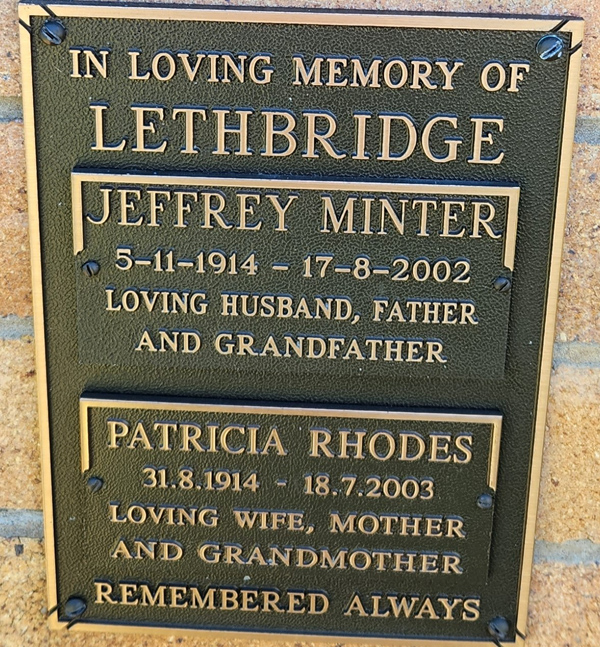 IN LOVING MEMORY OF
LETHBRIDGE
JEFFREY MINTER
5-11-1914 - 17-8-2002
LOVING HUSBAND, FATHER
AND GRANDFATHER
PATRICIA RHODES
31.8.1914 - 18.7.2003
LOVING WIFE, MOTHER
AND GRANDMOTHER
REMEMBERED ALWAYS